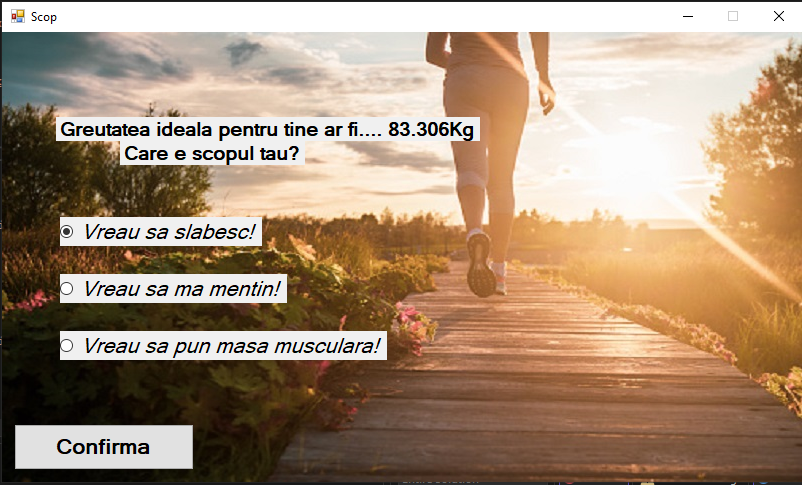 Scop
Greutatea ideala pentru tine ar fi.... 83.306Kg
Care e scopul tau?
Vreau sa slabesc!
Vreau sa ma mentin!
Vreau sa pun masa musculara!
Confirma